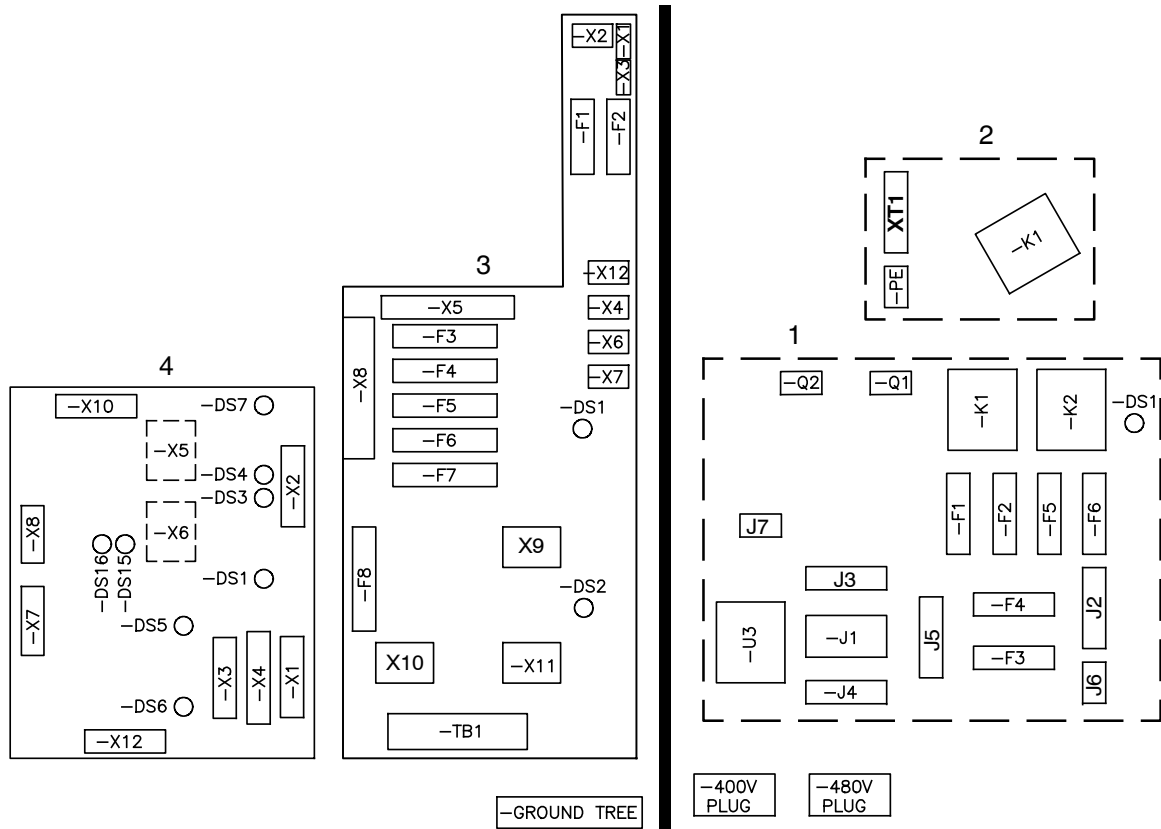 4
-X10
-DS7
-X5
-DS4
-X2
-DS3
-X8
-X6
-DS16
-DS15
-DS1
-X7
-DS5
-X3
-X4
-X1
-DS6
-X12
3
-X2
-X1
-X3
-F1
-F2
-X12
-X5
-X4
-F3
-X6
-X8
-F4
-X7
-F5
-DS1
-F6
-F7
X9
-F8
-DS2
X10
-X11
-TB1
-GROUND TREE
2
XT1
-K1
-PE
1
-Q2
-Q1
-K1
-K2
-DS1
-F1
-F2
-F5
-F6
J7
J3
-F4
J2
-U3
-J1
J5
-F3
-J4
J6
-400V
PLUG
-480V
PLUG